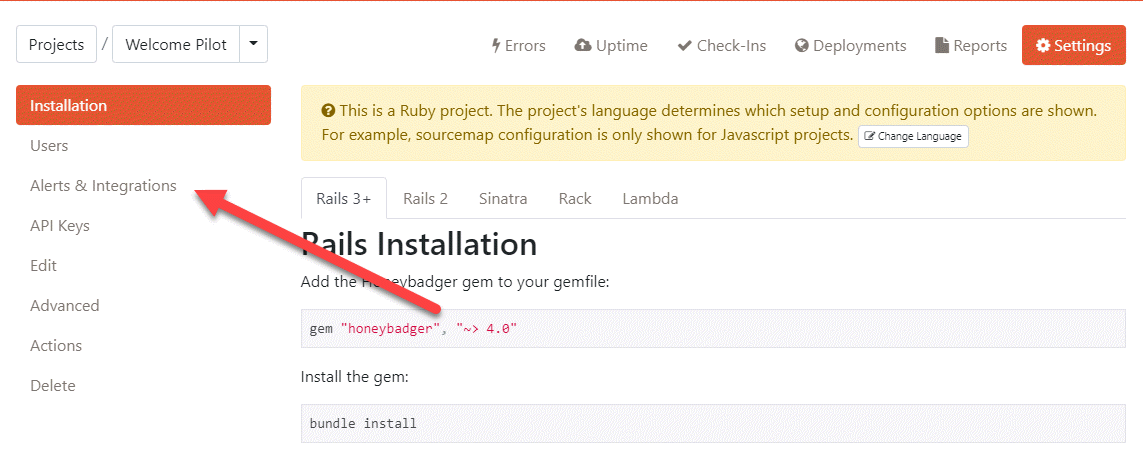 Projects / Welcome Pilot
Errors Uptime Check-Ins Deployments Reports Settings
Installation
Users
Alerts & Integrations
API Keys
Edit
Advanced
Actions
Delete
This is a Ruby project. The project's language determines which setup and configuration options are shown.
For example, sourcemap configuration is only shown for Javascript projects. Change Language
Rails 3+ Rails 2 Sinatra Rack Lambda
Rails Installation
Add the Honeybadger gem to your gemfile:
gem "honeybadger", "~> 4.0"
Install the gem:
bundle install